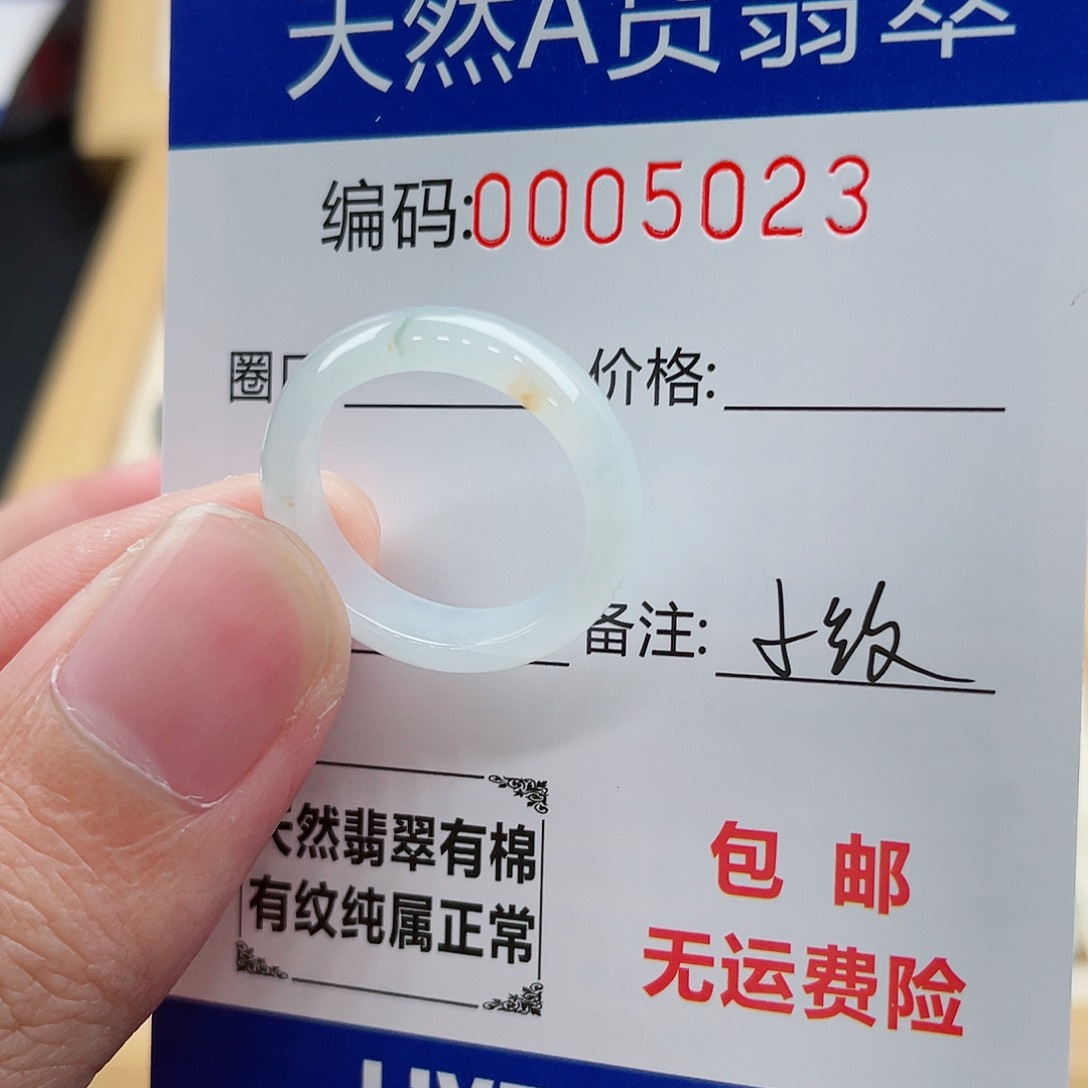 天然A货翡翠
编码:0005023
圈
价格:
备注:
天然翡翠有棉
有纹纯属正常
包邮
无运费险